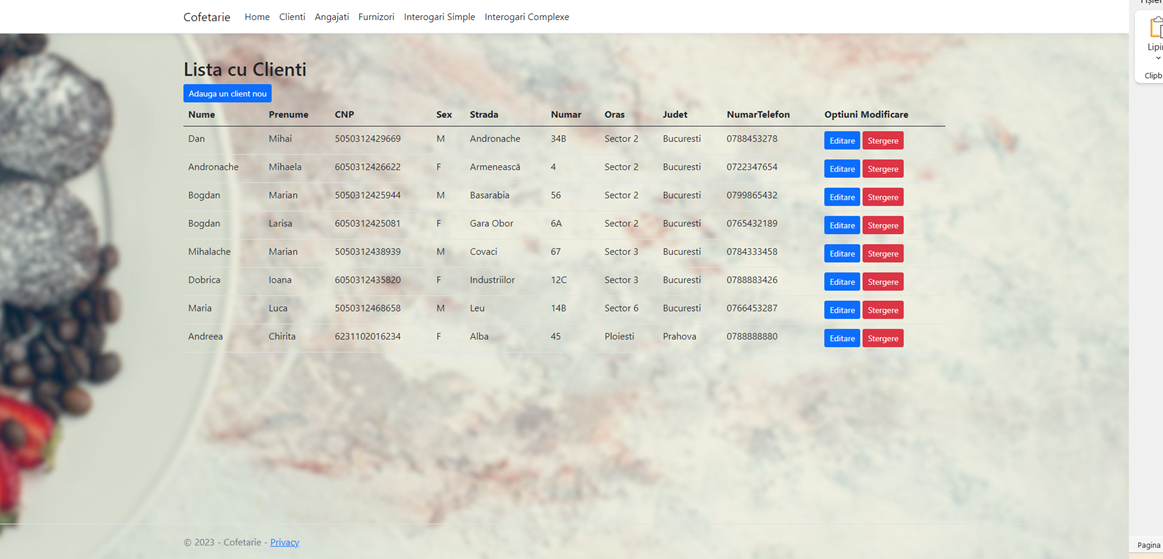 Cofetarie Home Clienti Angajati Furnizori Interogari Simple Interogari Complexe
Lista cu Clienti
Adauga un client nou
Nume Prenume CNP Sex Strada Numar Oras Judet NumarTelefon Optiuni Modificare
Dan Mihai 5050312429669 M Andronache 34B Sector 2 Bucuresti 0788453278 Editare Stergere
Andronache Mihaela 6050312426622 F Armenească 4 Sector 2 Bucuresti 0722347654 Editare Stergere
Bogdan Marian 5050312425944 M Basarabia 56 Sector 2 Bucuresti 0799865432 Editare Stergere
Bogdan Larisa 6050312425081 F Gara Obor 6A Sector 2 Bucuresti 0765432189 Editare Stergere
Mihalache Marian 5050312438939 M Covaci 67 Sector 3 Bucuresti 0784333458 Editare Stergere
Dobrica Ioana 6050312435820 F Industriilor 12C Sector 3 Bucuresti 0788883426 Editare Stergere
Maria Luca 5050312468658 M Leu 14B Sector 6 Bucuresti 0766453287 Editare Stergere
Andreea Chirita 6231102016234 F Alba 45 Ploiesti Prahova 0788888880 Editare Stergere
© 2023 - Cofetarie - Privacy
Lipir
Clipb
Pagina